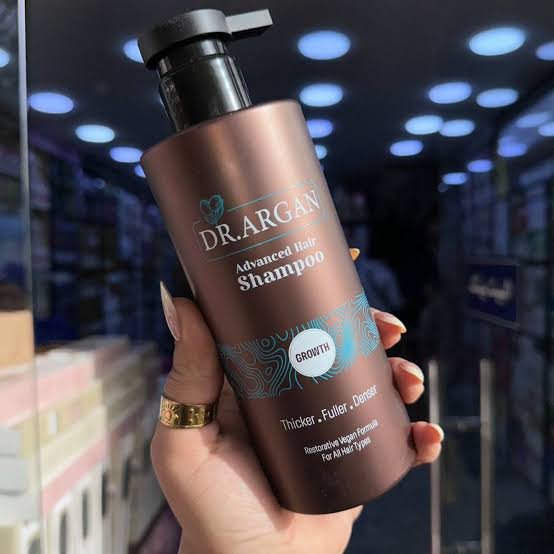 DR.ARGAN
Advanced Hair
Shampoo
GROWTH
Thicker . Fuller . Denser
Restorative Vegan Formula
For All Hair Types